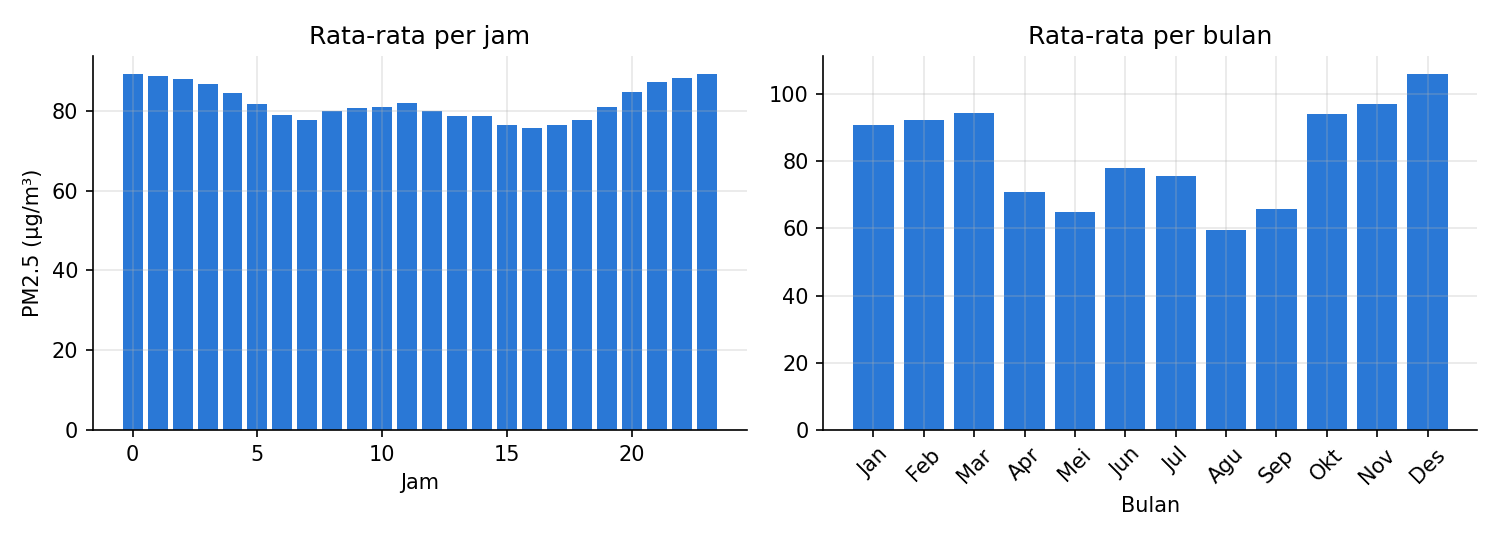 Rata-rata per jam
PM2.5 (µg/m³)
80
60
40
20
0
0 5 10 15 20
Jam
Rata-rata per bulan
100
80
60
40
20
0
Jan Feb Mar Apr Mei Jun Jul Agu Sep Okt Nov Des
Bulan